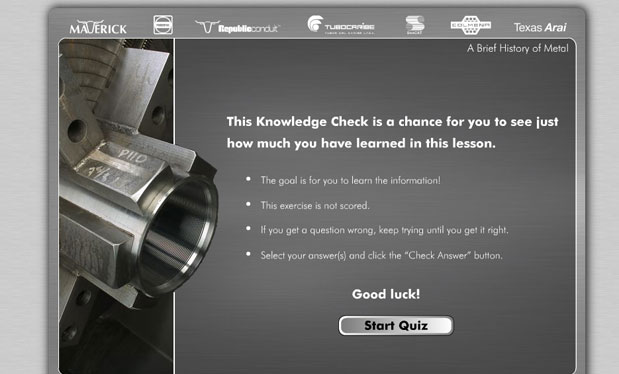 MAVERICK
Republicconduit
TUBOCARIBE
COLMENA
Texas Arai
A Brief History of Metal
P110
This Knowledge Check is a chance for you to see just
how much you have learned in this lesson.
• The goal is for you to learn the information!
• This exercise is not scored.
• If you get a question wrong, keep trying until you get it right.
• Select your answer(s) and click the “Check Answer” button.
Good luck!
Start Quiz